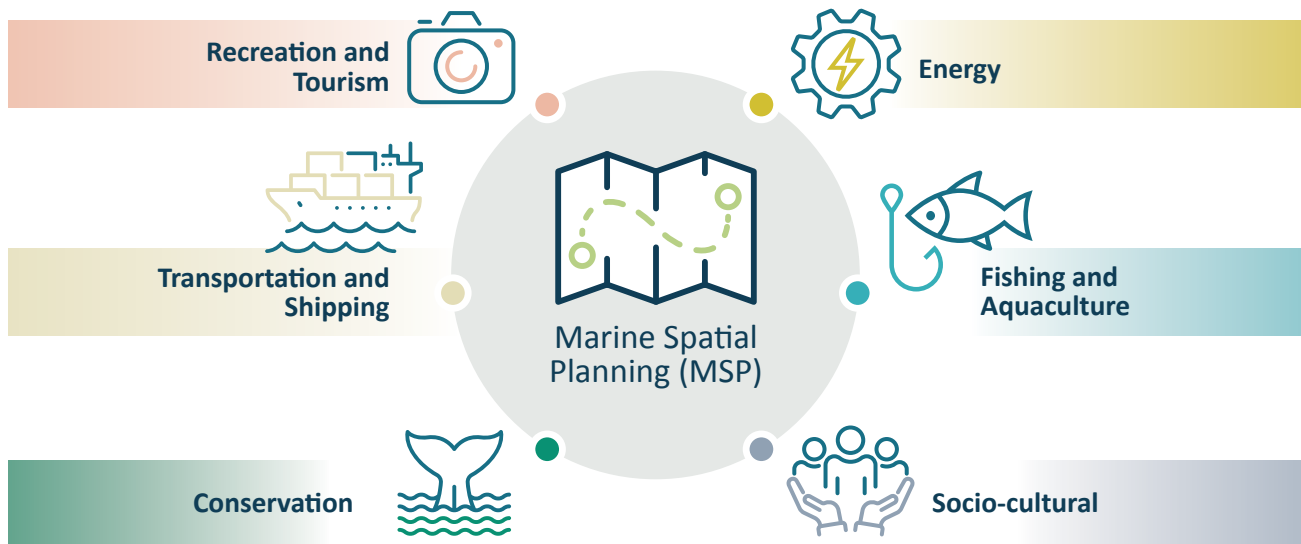 Recreation and
Tourism
Energy
Transportation and
Shipping
Marine Spatial
Planning (MSP)
Fishing and
Aquaculture
Conservation
Socio-cultural